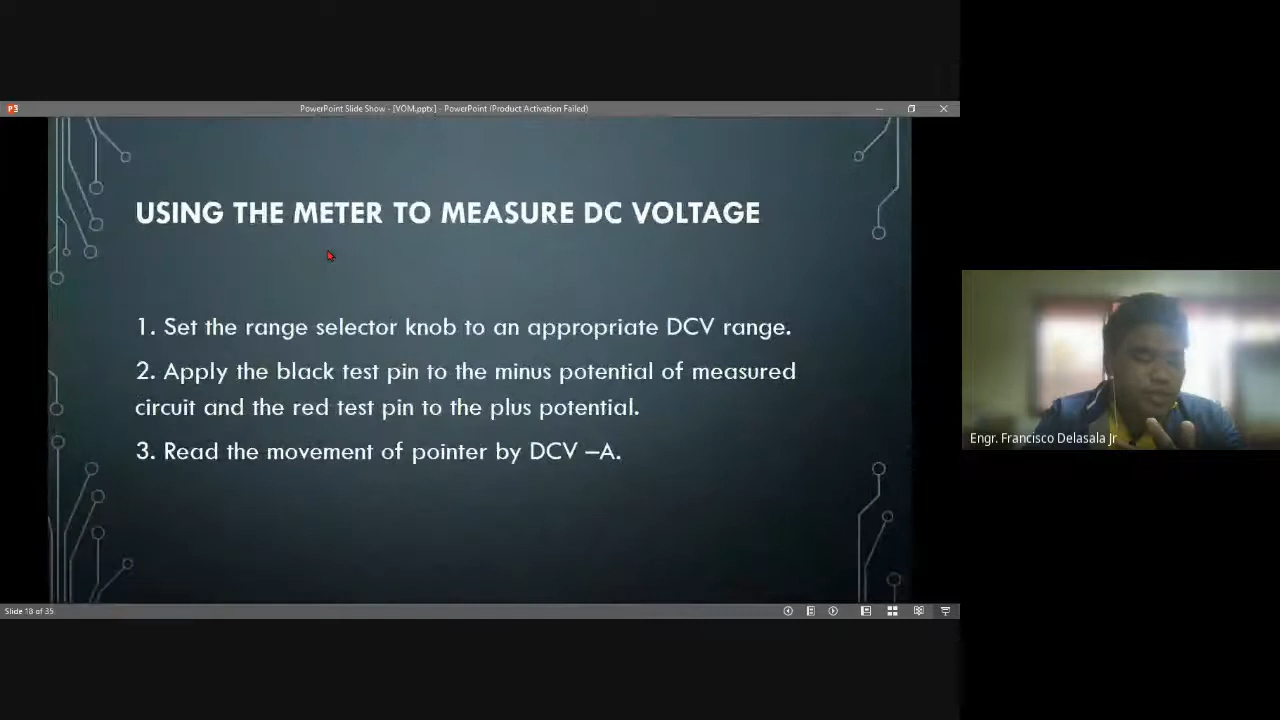 PowerPoint Slide Show - [VOM.pptx] - PowerPoint (Product Activation Failed)
USING THE METER TO MEASURE DC VOLTAGE
1. Set the range selector knob to an appropriate DCV range.
2. Apply the black test pin to the minus potential of measured
circuit and the red test pin to the plus potential.
3. Read the movement of pointer by DCV –A.
Engr. Francisco Delasala Jr
Slide 18 of 35